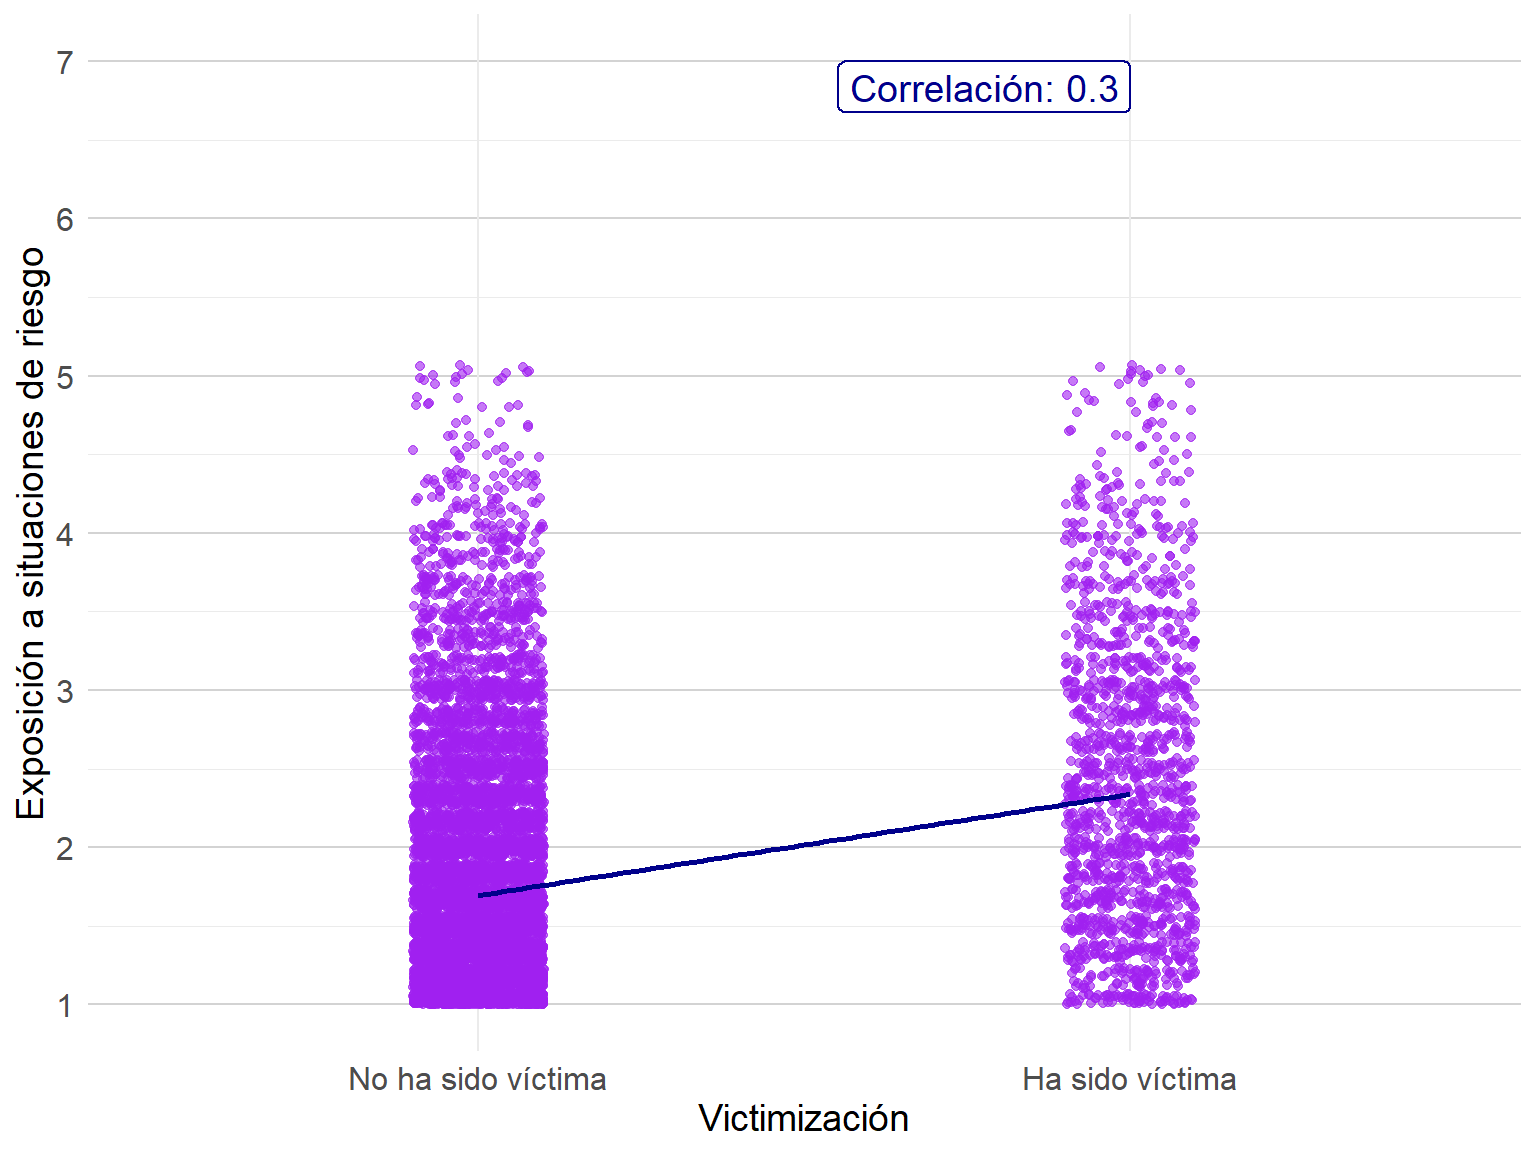 Correlación: 0.3
Exposición a situaciones de riesgo
7
6
5
4
3
2
1
No ha sido víctima
Ha sido víctima
Victimización